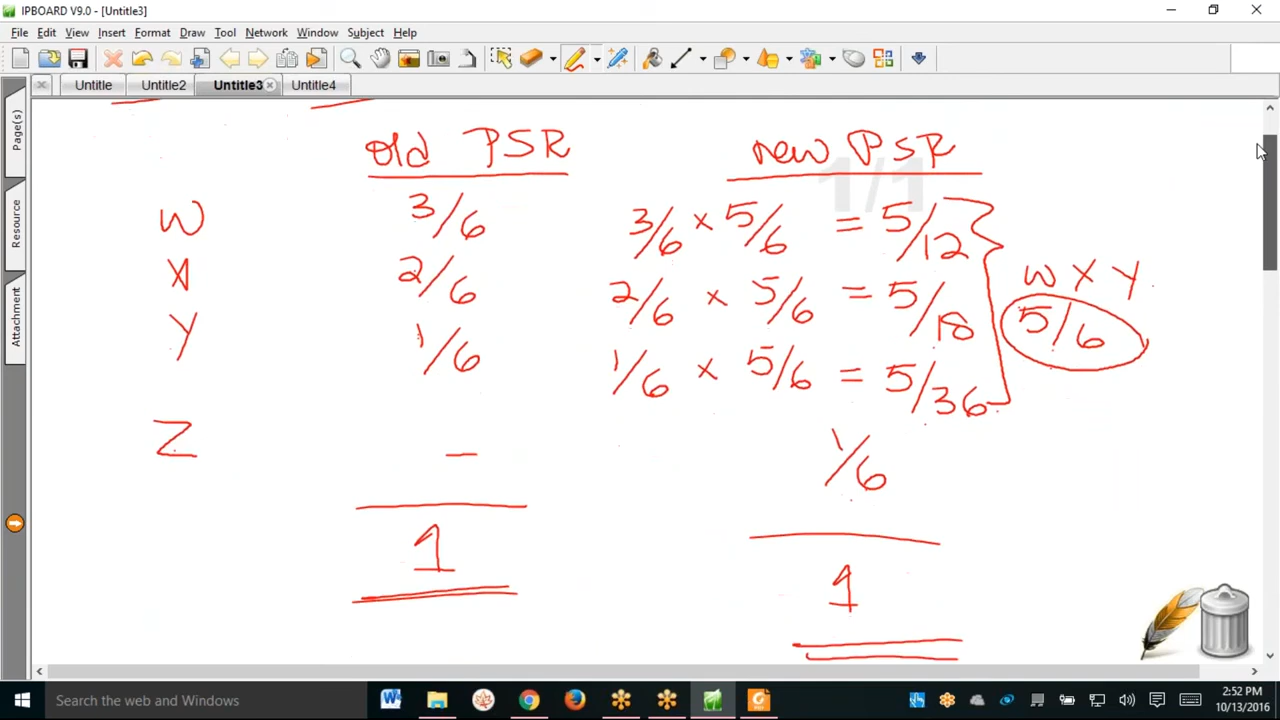 IPBOARD V9.0 - [Untitle3]
File Edit View Insert Format Draw Tool Network Window Subject Help
Untitle Untitle2 Untitle3 Untitle4
Page(s)
Resource
Attachment
1/1
old PSR new PSR
W 3/6 3/6 × 5/6 = 5/12
X 2/6 2/6 × 5/6 = 5/18
Y 1/6 1/6 × 5/6 = 5/36
W X Y
5/6
Z - 1/6
1 1
Search the web and Windows
2:52 PM
10/13/2016